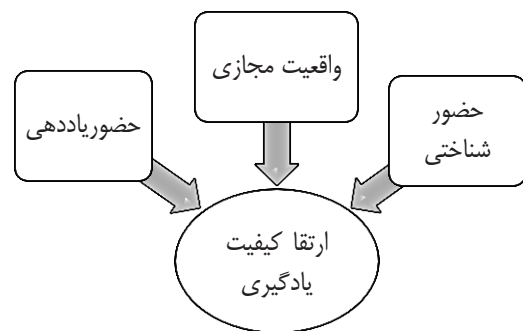 واقعیت مجازی
حضور
شناختی
حضوریاددهی
ارتقا کیفیت
یادگیری